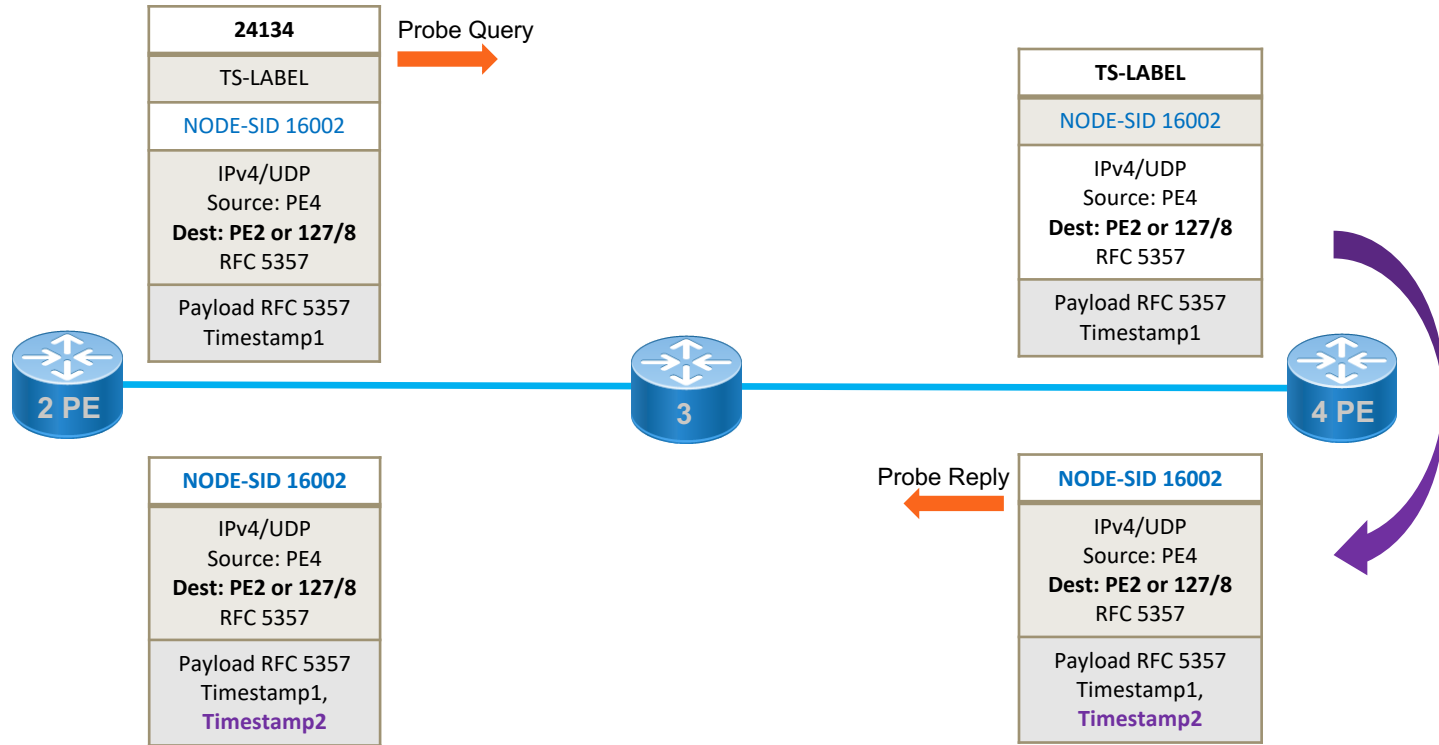 24134
TS-LABEL
NODE-SID 16002
IPv4/UDP
Source: PE4
Dest: PE2 or 127/8
RFC 5357
Payload RFC 5357
Timestamp1
Probe Query
TS-LABEL
NODE-SID 16002
IPv4/UDP
Source: PE4
Dest: PE2 or 127/8
RFC 5357
Payload RFC 5357
Timestamp1
2 PE
3
4 PE
NODE-SID 16002
IPv4/UDP
Source: PE4
Dest: PE2 or 127/8
RFC 5357
Payload RFC 5357
Timestamp1,
Timestamp2
Probe Reply
NODE-SID 16002
IPv4/UDP
Source: PE4
Dest: PE2 or 127/8
RFC 5357
Payload RFC 5357
Timestamp1,
Timestamp2